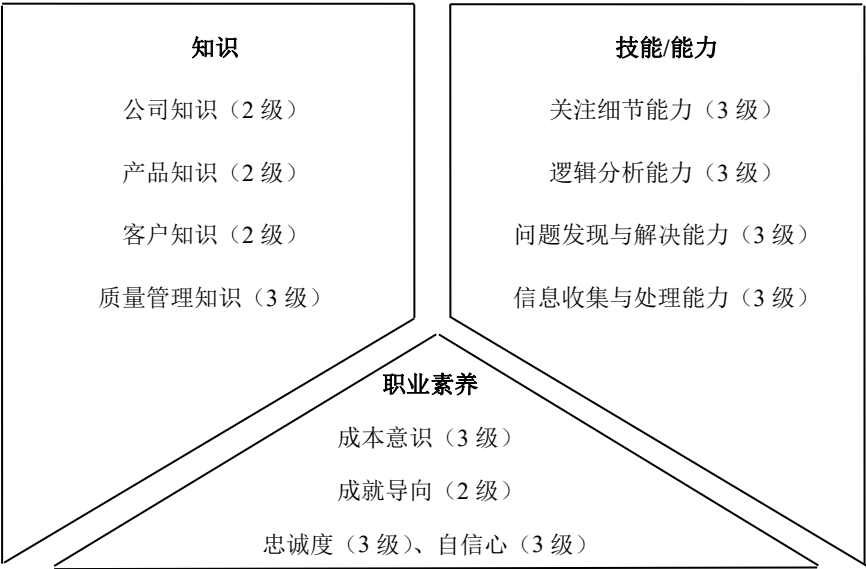 知识
公司知识（2 级）
产品知识（2 级）
客户知识（2 级）
质量管理知识（3 级）
技能/能力
关注细节能力（3 级）
逻辑分析能力（3 级）
问题发现与解决能力（3 级）
信息收集与处理能力（3 级）
职业素养
成本意识（3 级）
成就导向（2 级）
忠诚度（3 级）、自信心（3 级）